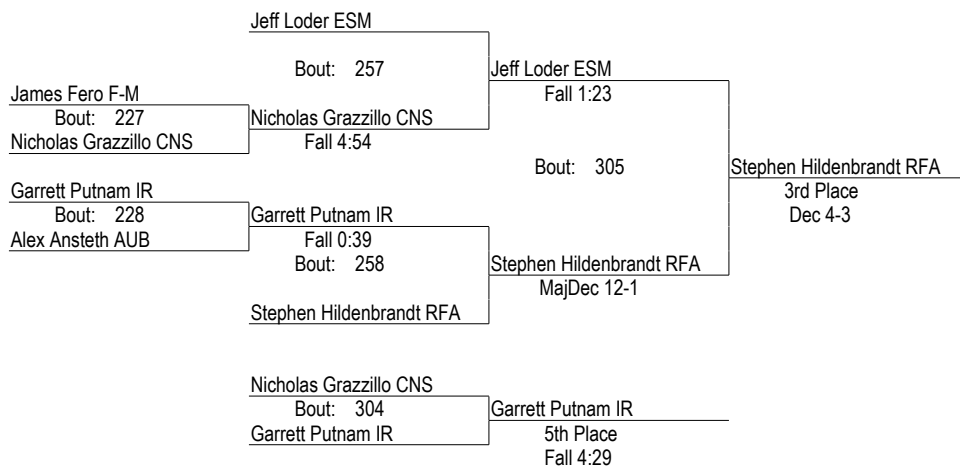 Jeff Loder ESM
Bout: 257
Jeff Loder ESM
Fall 1:23
James Fero F-M
Bout: 227
Nicholas Grazzillo CNS
Nicholas Grazzillo CNS
Fall 4:54
Bout: 305
Stephen Hildenbrandt RFA
3rd Place
Dec 4-3
Garrett Putnam IR
Bout: 228
Alex Ansteth AUB
Garrett Putnam IR
Fall 0:39
Bout: 258
Stephen Hildenbrandt RFA
MajDec 12-1
Stephen Hildenbrandt RFA
Nicholas Grazzillo CNS
Bout: 304
Garrett Putnam IR
Garrett Putnam IR
5th Place
Fall 4:29